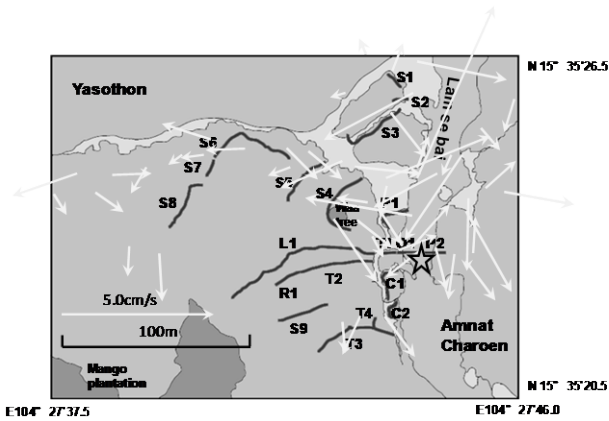 N 15° 35'26.5
Yasothon
S1
S2
Lam se bai
S3
S6
S7
S5
S4
S8
tree
L1
T2
C1
R1
5.0cm/s
S9
T4
C2
100m
T3
Amnat
Charoen
Mango
plantation
N 15° 35'20.5
E104° 27'37.5
E104° 27'46.0